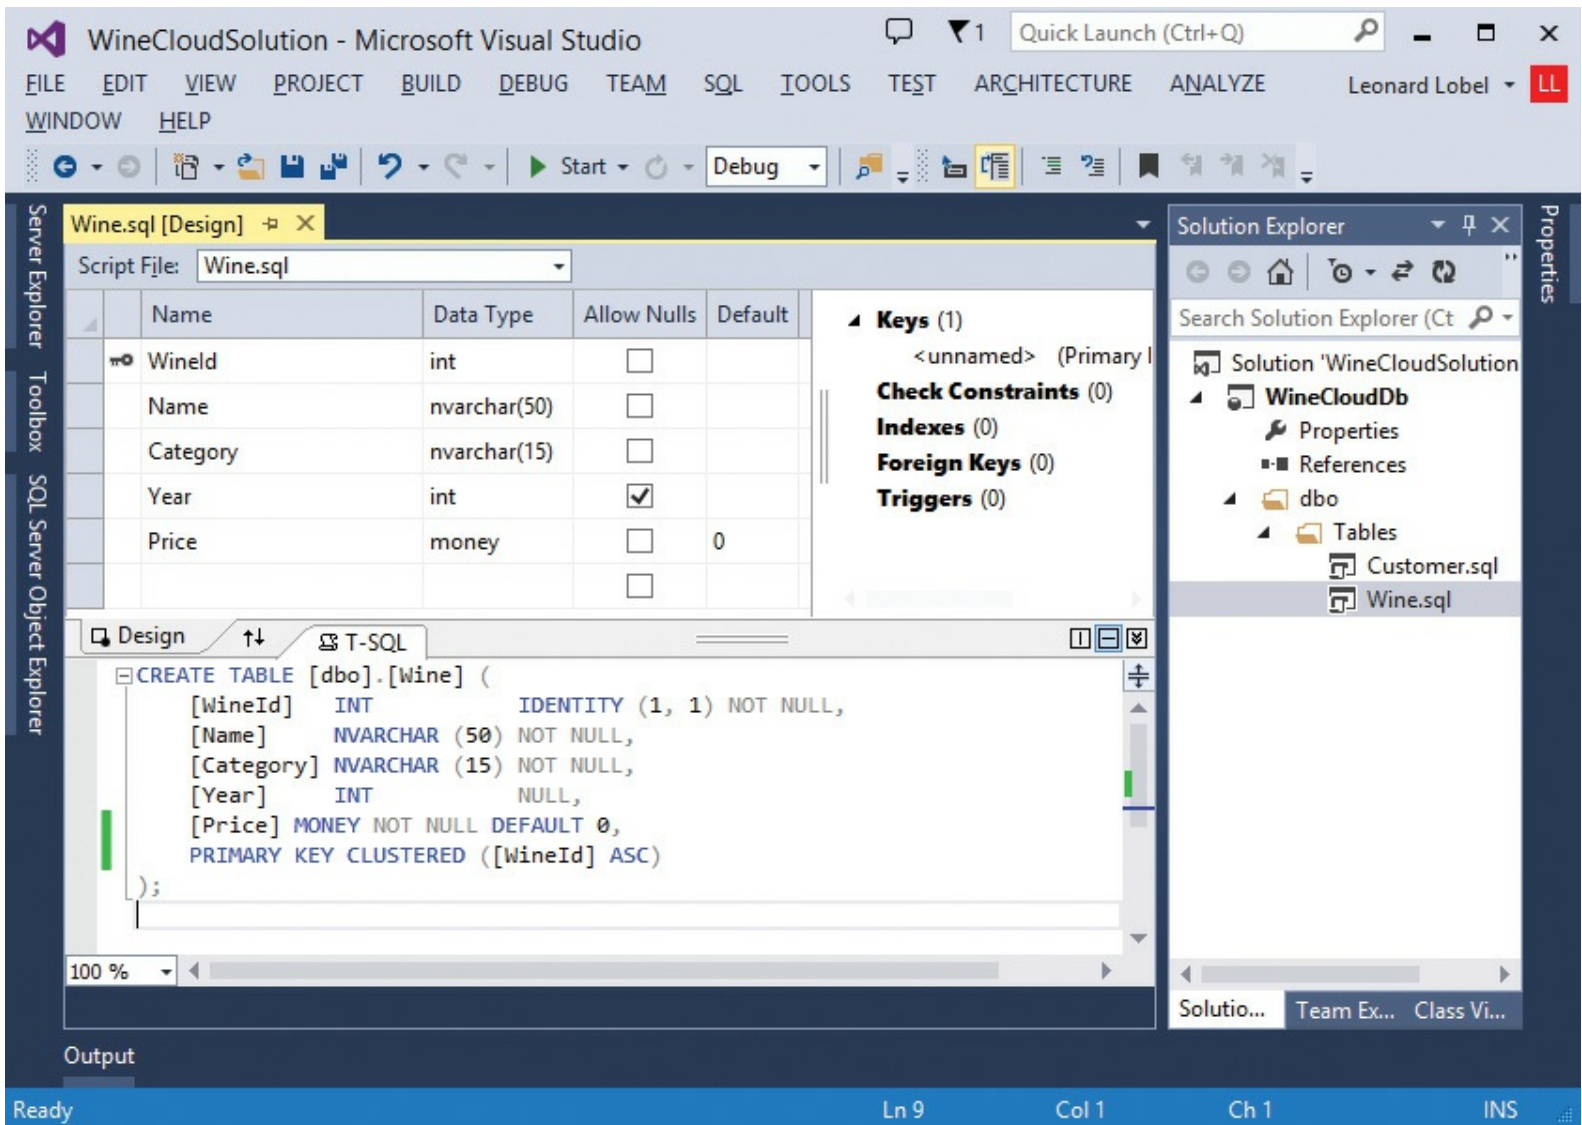 WineCloudSolution - Microsoft Visual Studio
1
Quick Launch (Ctrl+Q)
FILE EDIT VIEW PROJECT BUILD DEBUG TEAM SQL TOOLS TEST ARCHITECTURE ANALYZE Leonard Lobel LL
WINDOW HELP
Start Debug
Server Explorer
Toolbox
SQL Server Object Explorer
Wine.sql [Design]
Script File: Wine.sql
Name Data Type Allow Nulls Default
WineId int
Name nvarchar(50)
Category nvarchar(15)
Year int
Price money 0
Keys (1)
<unnamed> (Primary
Check Constraints (0)
Indexes (0)
Foreign Keys (0)
Triggers (0)
Design T-SQL
CREATE TABLE [dbo].[Wine] (
[WineId] INT IDENTITY (1, 1) NOT NULL,
[Name] NVARCHAR (50) NOT NULL,
[Category] NVARCHAR (15) NOT NULL,
[Year] INT NULL,
[Price] MONEY NOT NULL DEFAULT 0,
PRIMARY KEY CLUSTERED ([WineId] ASC)
);
100 %
Solution Explorer
Search Solution Explorer (Ct
Solution 'WineCloudSolution
WineCloudDb
Properties
References
dbo
Tables
Customer.sql
Wine.sql
Solutio... Team Ex... Class Vi...
Properties
Output
Ready Ln 9 Col 1 Ch 1 INS